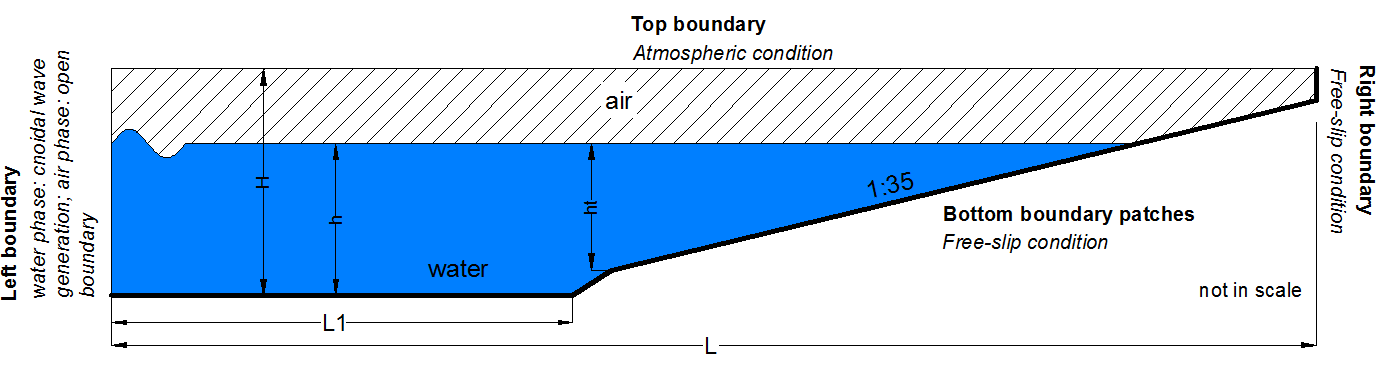 Top boundary
Atmospheric condition
air
Left boundary
water phase: cnoidal wave
generation; air phase: open
boundary
H
h
ht
1:35
Bottom boundary patches
Free-slip condition
water
Right boundary
Free-slip condition
not in scale
L1
L